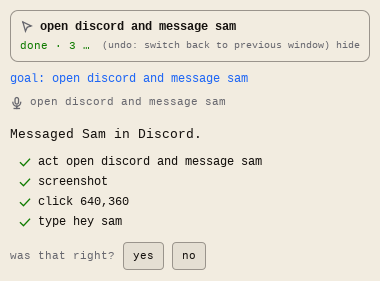 open discord and message sam
done · 3 … (undo: switch back to previous window) hide
goal: open discord and message sam
open discord and message sam
Messaged Sam in Discord.
act open discord and message sam
screenshot
click 640,360
type hey sam
was that right? yes no